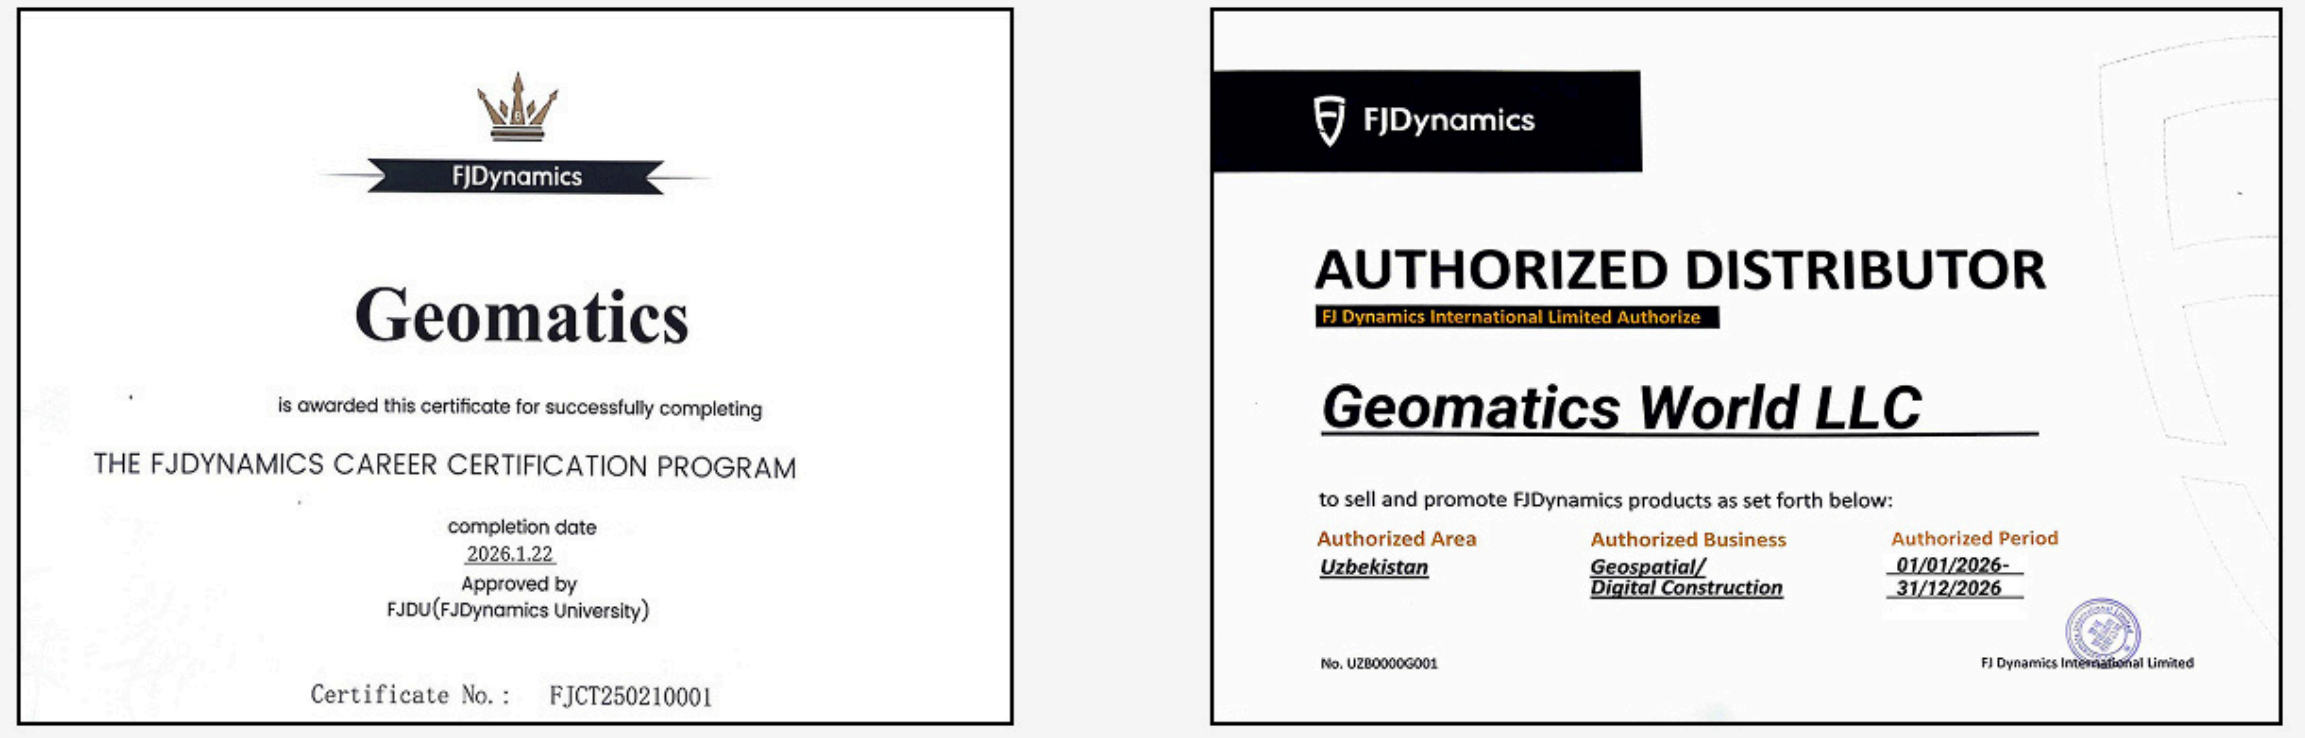 FJDynamics
Geomatics
is awarded this certificate for successfully completing
THE FJDYNAMICS CAREER CERTIFICATION PROGRAM
completion date
2026.1.22
Approved by
FJDU(FJDynamics University)
Certificate No.: FJCT250210001
FJDynamics
AUTHORIZED DISTRIBUTOR
FJ Dynamics International Limited Authorize
Geomatics World LLC
to sell and promote FJDynamics products as set forth below:
Authorized Area Authorized Business Authorized Period
Uzbekistan Geospatial/ 01/01/2026-
Digital Construction 31/12/2026
No. UZB0000G001
FJ Dynamics International Limited